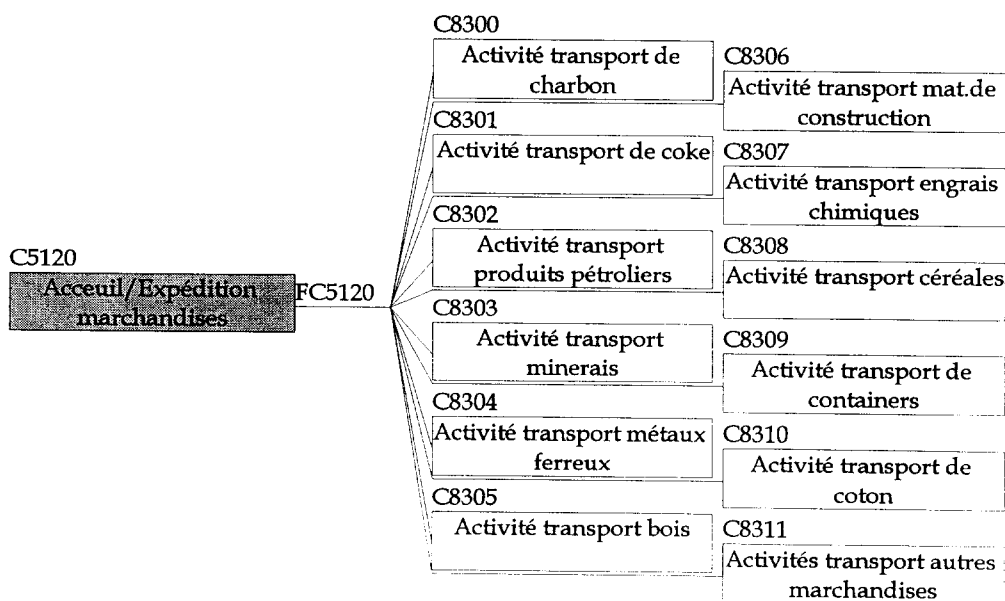 C5120
Acceuil/Expédition
marchandises
FC5120
C8300
Activité transport de
charbon
C8301
Activité transport de coke
C8302
Activité transport
produits pétroliers
C8303
Activité transport
minerais
C8304
Activité transport métaux
ferreux
C8305
Activité transport bois
C8306
Activité transport mat.de
construction
C8307
Activité transport engrais
chimiques
C8308
Activité transport céréales
C8309
Activité transport de
containers
C8310
Activité transport de
coton
C8311
Activités transport autres
marchandises